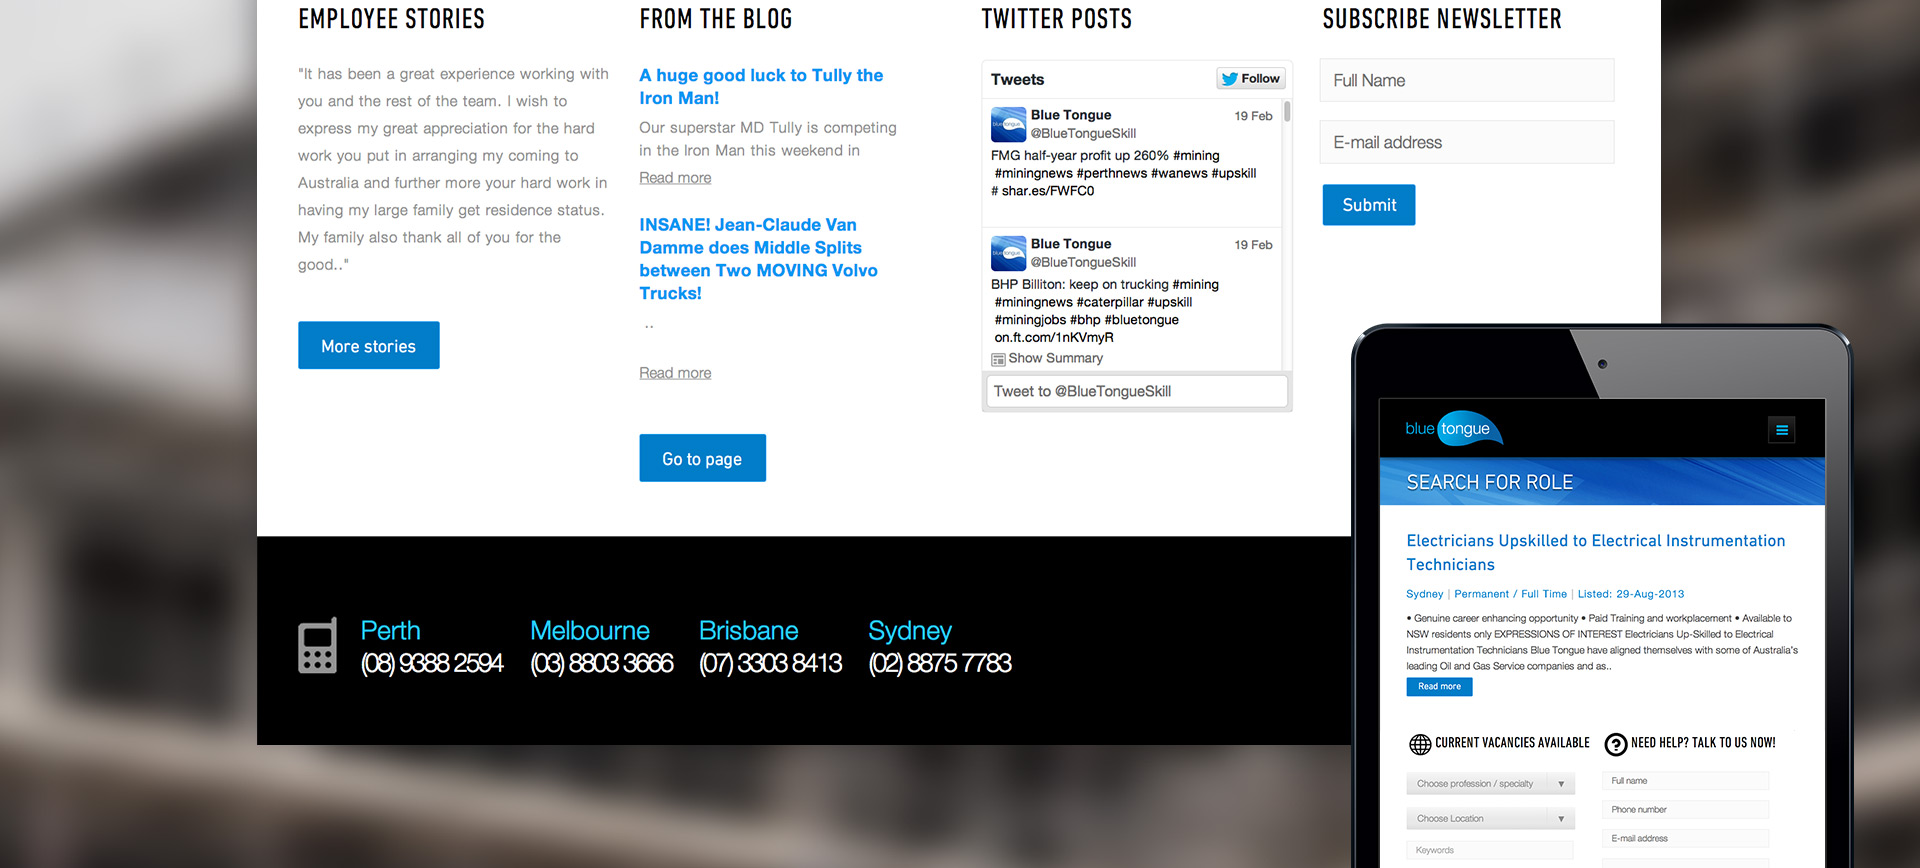 EMPLOYEE STORIES
"It has been a great experience working with
you and the rest of the team. I wish to
express my great appreciation for the hard
work you put in arranging my coming to
Australia and further more your hard work in
having my large family get residence status.
My family also thank all of you for the
good.."
More stories
FROM THE BLOG
A huge good luck to Tully the
Iron Man!
Our superstar MD Tully is competing
in the Iron Man this weekend in
Read more
INSANE! Jean-Claude Van
Damme does Middle Splits
between Two MOVING Volvo
Trucks!
..
Read more
Go to page
TWITTER POSTS
Tweets
Follow
blue tongue
Blue Tongue
19 Feb
@BlueTongueSkill
FMG half-year profit up 260% #mining
#miningnews #perthnews #wanews #upskill
# shar.es/FWFC0
blue tongue
Blue Tongue
19 Feb
@BlueTongueSkill
BHP Billiton: keep on trucking #mining
#miningnews #caterpillar #upskill
#miningjobs #bhp #bluetongue
on.ft.com/1nKVmyR
Show Summary
Tweet to @BlueTongueSkill
SUBSCRIBE NEWSLETTER
Full Name
E-mail address
Submit
Perth
(08) 9388 2594
Melbourne
(03) 8803 3666
Brisbane
(07) 3303 8413
Sydney
(02) 8875 7783
blue tongue
SEARCH FOR ROLE
Electricians Upskilled to Electrical Instrumentation
Technicians
Sydney | Permanent / Full Time | Listed: 29-Aug-2013
• Genuine career enhancing opportunity • Paid Training and workplacement • Available to
NSW residents only EXPRESSIONS OF INTEREST Electricians Up-Skilled to Electrical
Instrumentation Technicians Blue Tongue have aligned themselves with some of Australia's
leading Oil and Gas Service companies and as..
Read more
CURRENT VACANCIES AVAILABLE
Choose profession / specialty
Choose Location
Keywords
NEED HELP? TALK TO US NOW!
Full name
Phone number
E-mail address